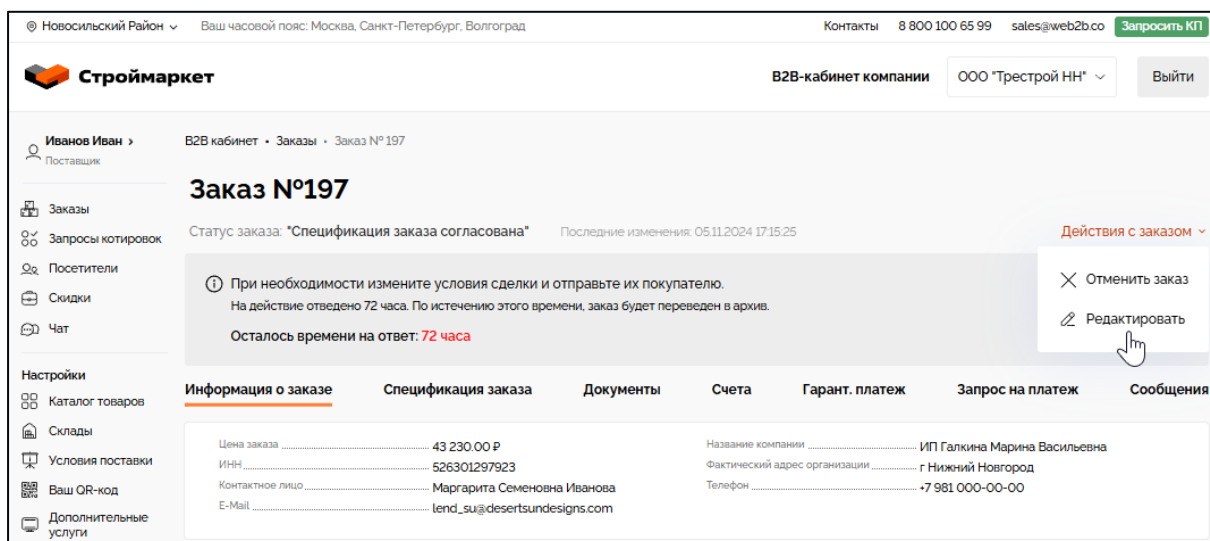 Новосильский Район
Ваш часовой пояс: Москва, Санкт-Петербург, Волгоград
Контакты
8 800 100 65 99
sales@web2b.co
Запросить КП
Строймаркет
B2B-кабинет компании
ООО "Трестрой НН"
Выйти
Иванов Иван >
Поставщик
Заказы
Запросы котировок
Посетители
Скидки
Чат
Настройки
Каталог товаров
Склады
Условия поставки
Ваш QR-код
Дополнительные
услуги
B2B кабинет • Заказы • Заказ № 197
Заказ №197
Статус заказа: "Спецификация заказа согласована"
Последние изменения: 05.11.2024 17:15:25
Действия с заказом
Отменить заказ
Редактировать
При необходимости измените условия сделки и отправьте их покупателю.
На действие отведено 72 часа. По истечению этого времени, заказ будет переведен в архив.
Осталось времени на ответ: 72 часа
Информация о заказе
Спецификация заказа
Документы
Счета
Гарант. платеж
Запрос на платеж
Сообщения
Цена заказа 43 230.00 ₽
ИНН 526301297923
Контактное лицо Маргарита Семеновна Иванова
E-Mail lend_su@desertsundesigns.com
Название компании ИП Галкина Марина Васильевна
Фактический адрес организации г Нижний Новгород
Телефон +7 981 000-00-00